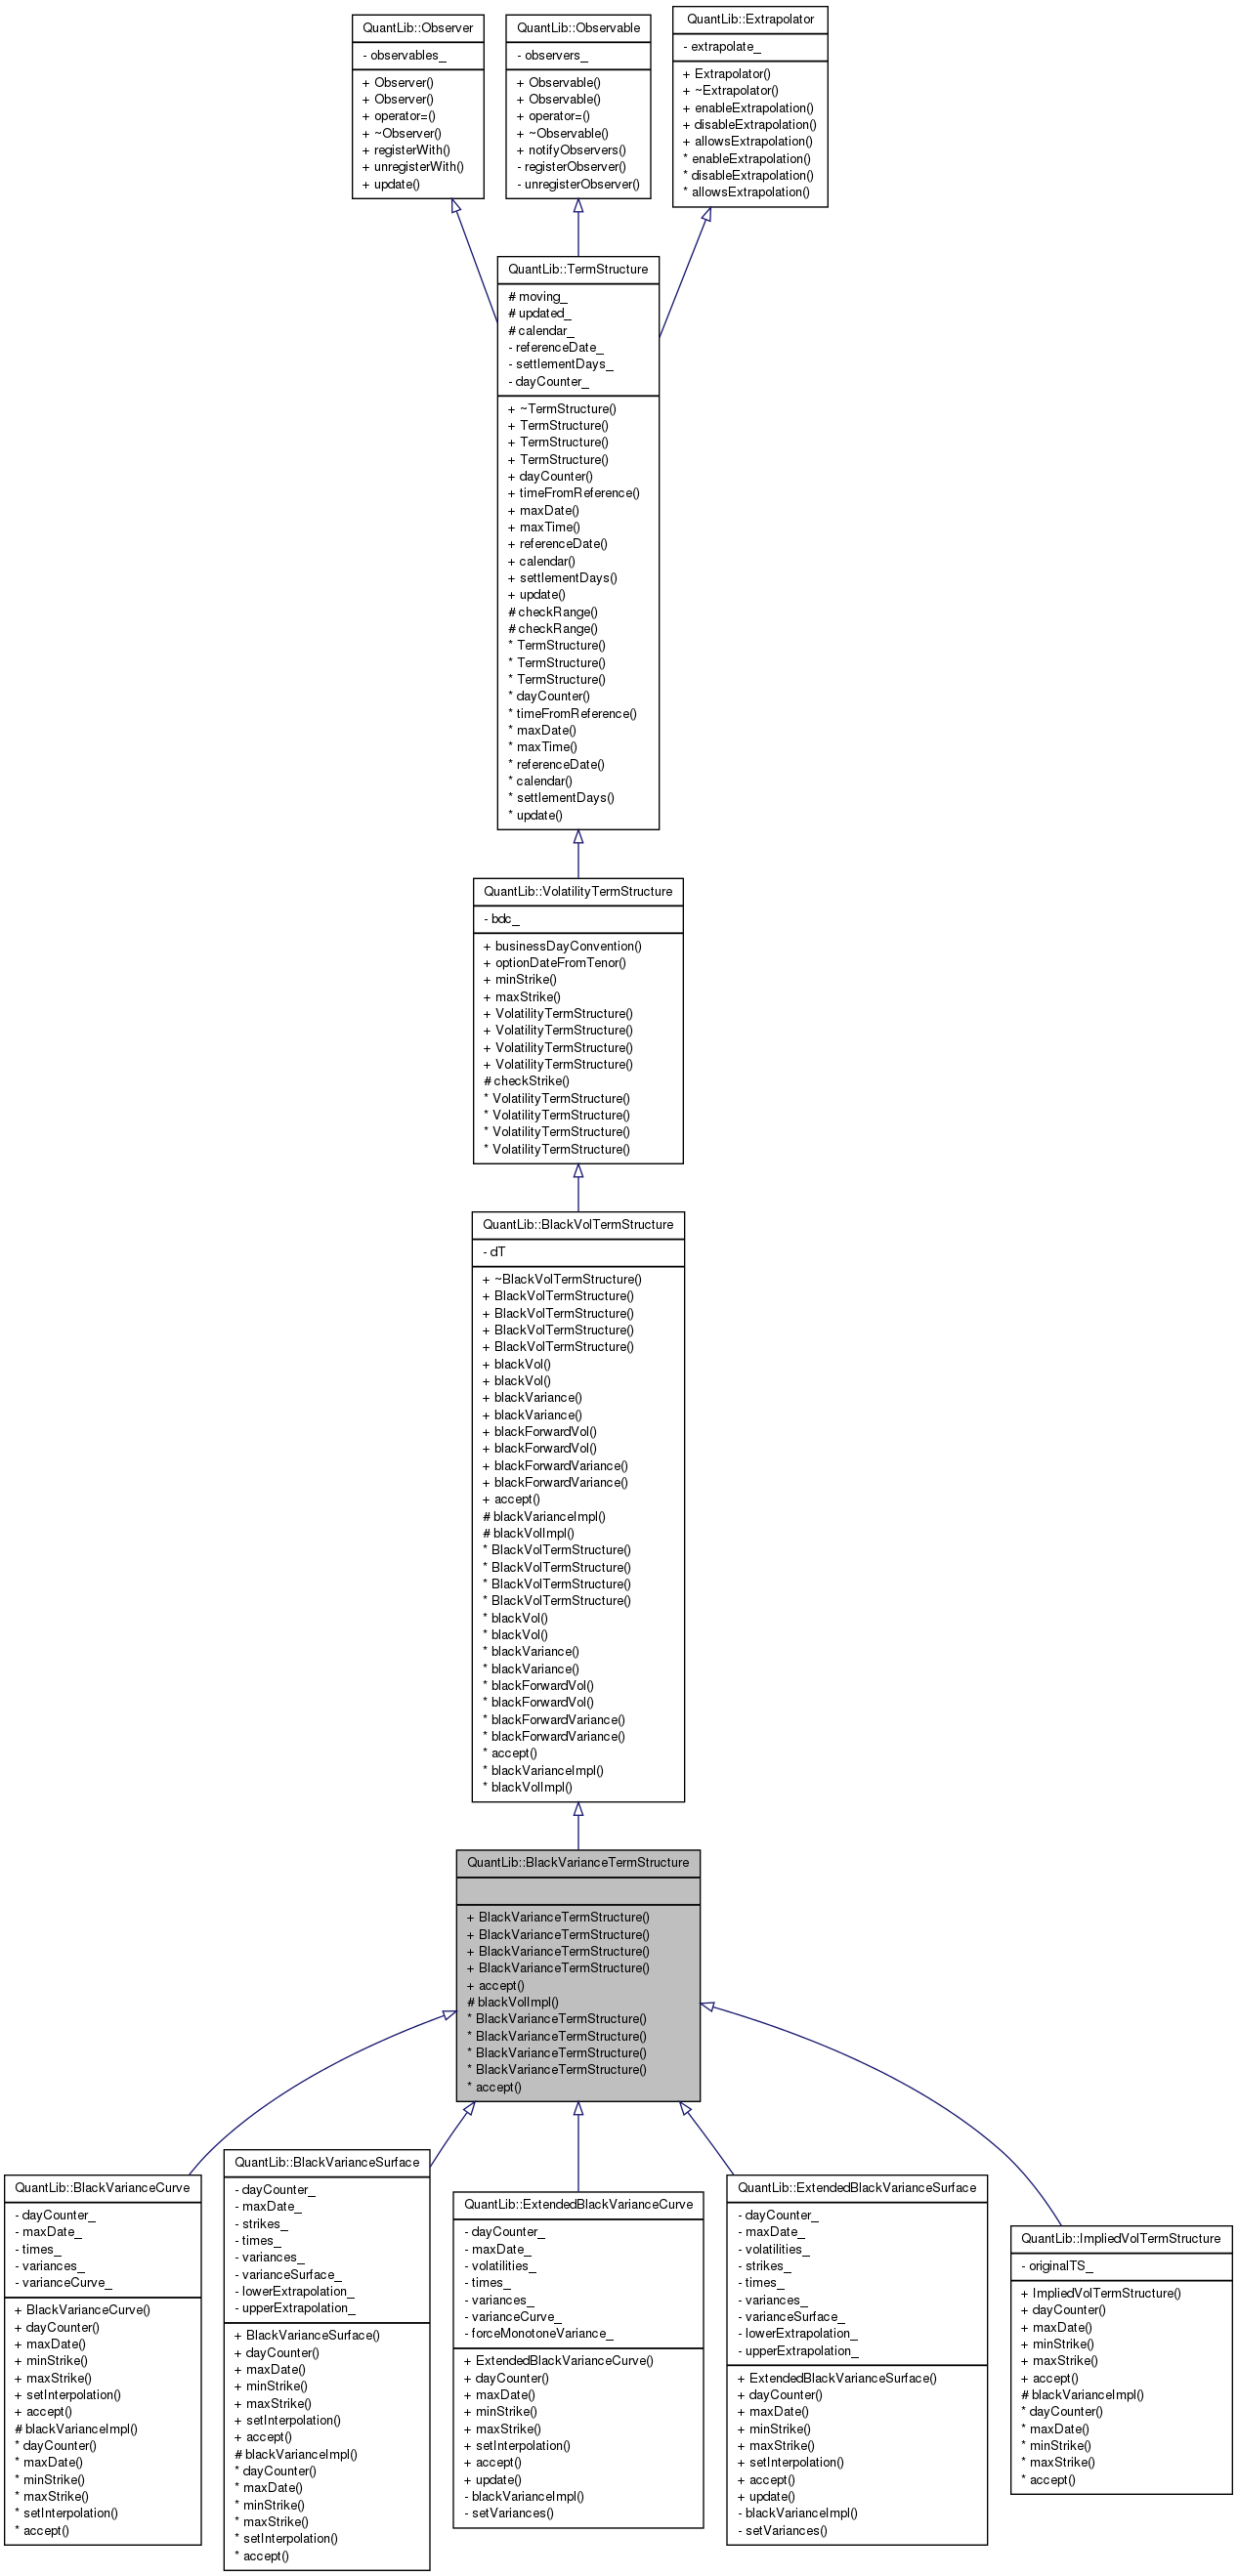 QuantLib::Observer
- observables_
+ Observer()
+ Observer()
+ operator=()
+ ~Observer()
+ registerWith()
+ unregisterWith()
+ update()
QuantLib::Observable
- observers_
+ Observable()
+ Observable()
+ operator=()
+ ~Observable()
+ notifyObservers()
- registerObserver()
- unregisterObserver()
QuantLib::Extrapolator
- extrapolate_
+ Extrapolator()
+ ~Extrapolator()
+ enableExtrapolation()
+ disableExtrapolation()
+ allowsExtrapolation()
* enableExtrapolation()
* disableExtrapolation()
* allowsExtrapolation()
QuantLib::TermStructure
# moving_
# updated_
# calendar_
- referenceDate_
- settlementDays_
- dayCounter_
+ ~TermStructure()
+ TermStructure()
+ TermStructure()
+ TermStructure()
+ dayCounter()
+ timeFromReference()
+ maxDate()
+ maxTime()
+ referenceDate()
+ calendar()
+ settlementDays()
+ update()
# checkRange()
# checkRange()
* TermStructure()
* TermStructure()
* TermStructure()
* dayCounter()
* timeFromReference()
* maxDate()
* maxTime()
* referenceDate()
* calendar()
* settlementDays()
* update()
QuantLib::VolatilityTermStructure
- bdc_
+ businessDayConvention()
+ optionDateFromTenor()
+ minStrike()
+ maxStrike()
+ VolatilityTermStructure()
+ VolatilityTermStructure()
+ VolatilityTermStructure()
+ VolatilityTermStructure()
# checkStrike()
* VolatilityTermStructure()
* VolatilityTermStructure()
* VolatilityTermStructure()
* VolatilityTermStructure()
QuantLib::BlackVolTermStructure
- dT
+ ~BlackVolTermStructure()
+ BlackVolTermStructure()
+ BlackVolTermStructure()
+ BlackVolTermStructure()
+ BlackVolTermStructure()
+ blackVol()
+ blackVol()
+ blackVariance()
+ blackVariance()
+ blackForwardVol()
+ blackForwardVol()
+ blackForwardVariance()
+ blackForwardVariance()
+ accept()
# blackVarianceImpl()
# blackVolImpl()
* BlackVolTermStructure()
* BlackVolTermStructure()
* BlackVolTermStructure()
* BlackVolTermStructure()
* blackVol()
* blackVol()
* blackVariance()
* blackVariance()
* blackForwardVol()
* blackForwardVol()
* blackForwardVariance()
* blackForwardVariance()
* accept()
* blackVarianceImpl()
* blackVolImpl()
QuantLib::BlackVarianceTermStructure
+ BlackVarianceTermStructure()
+ BlackVarianceTermStructure()
+ BlackVarianceTermStructure()
+ BlackVarianceTermStructure()
+ accept()
# blackVolImpl()
* BlackVarianceTermStructure()
* BlackVarianceTermStructure()
* BlackVarianceTermStructure()
* BlackVarianceTermStructure()
* accept()
QuantLib::BlackVarianceCurve
- dayCounter_
- maxDate_
- times_
- variances_
- varianceCurve_
+ BlackVarianceCurve()
+ dayCounter()
+ maxDate()
+ minStrike()
+ maxStrike()
+ setInterpolation()
+ accept()
# blackVarianceImpl()
* dayCounter()
* maxDate()
* minStrike()
* maxStrike()
* setInterpolation()
* accept()
QuantLib::BlackVarianceSurface
- dayCounter_
- maxDate_
- strikes_
- times_
- variances_
- varianceSurface_
- lowerExtrapolation_
- upperExtrapolation_
+ BlackVarianceSurface()
+ dayCounter()
+ maxDate()
+ minStrike()
+ maxStrike()
+ setInterpolation()
+ accept()
# blackVarianceImpl()
* dayCounter()
* maxDate()
* minStrike()
* maxStrike()
* setInterpolation()
* accept()
QuantLib::ExtendedBlackVarianceCurve
- dayCounter_
- maxDate_
- volatilities_
- times_
- variances_
- varianceCurve_
- forceMonotoneVariance_
+ ExtendedBlackVarianceCurve()
+ dayCounter()
+ maxDate()
+ minStrike()
+ maxStrike()
+ setInterpolation()
+ accept()
+ update()
- blackVarianceImpl()
- setVariances()
QuantLib::ExtendedBlackVarianceSurface
- dayCounter_
- maxDate_
- volatilities_
- strikes_
- times_
- variances_
- varianceSurface_
- lowerExtrapolation_
- upperExtrapolation_
+ ExtendedBlackVarianceSurface()
+ dayCounter()
+ maxDate()
+ minStrike()
+ maxStrike()
+ setInterpolation()
+ accept()
+ update()
- blackVarianceImpl()
- setVariances()
QuantLib::ImpliedVolTermStructure
- originalTS_
+ ImpliedVolTermStructure()
+ dayCounter()
+ maxDate()
+ minStrike()
+ maxStrike()
+ accept()
# blackVarianceImpl()
* dayCounter()
* maxDate()
* minStrike()
* maxStrike()
* accept()